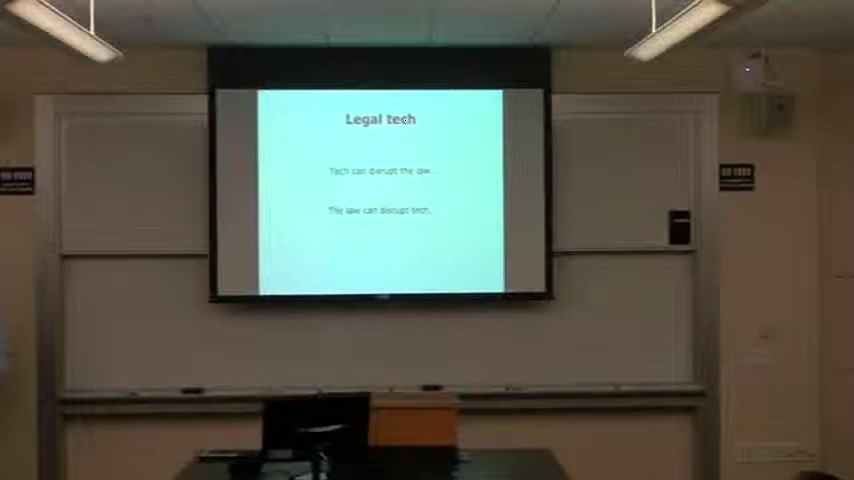 Legal tech
Tech can disrupt the law.
The law can disrupt tech.